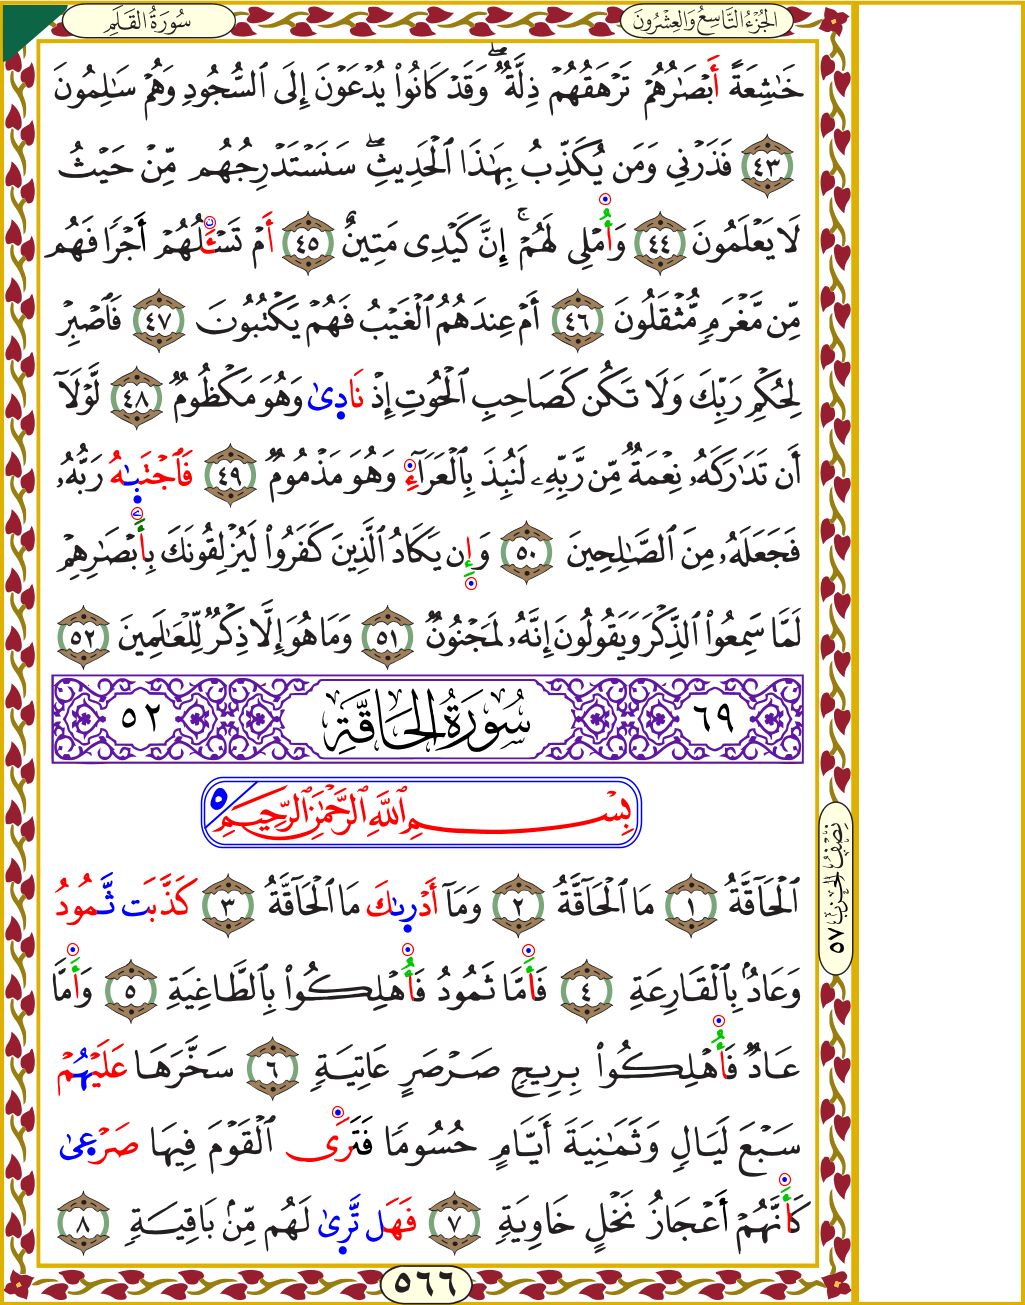 الجُزْءُ التَّاسِعُ وَالعِشْرُونَ
سُورَةُ القَلَمِ
خَٰشِعَةً أَبْصَٰرُهُمْ تَرْهَقُهُمْ ذِلَّةٌۖ وَقَدْ كَانُوا۟ يُدْعَوْنَ إِلَى ٱلسُّجُودِ وَهُمْ سَٰلِمُونَ
٤٣ فَذَرْنِى وَمَن يُكَذِّبُ بِهَٰذَا ٱلْحَدِيثِۖ سَنَسْتَدْرِجُهُم مِّنْ حَيْثُ
لَا يَعْلَمُونَ ٤٤ وَأُمْلِى لَهُمْۚ إِنَّ كَيْدِى مَتِينٌ ٤٥ أَمْ تَسْـَٔلُهُمْ أَجْرًا فَهُم
مِّن مَّغْرَمٍ مُّثْقَلُونَ ٤٦ أَمْ عِندَهُمُ ٱلْغَيْبُ فَهُمْ يَكْتُبُونَ ٤٧ فَٱصْبِرْ
لِحُكْمِ رَبِّكَ وَلَا تَكُن كَصَاحِبِ ٱلْحُوتِ إِذْ نَادِىٰ وَهُوَ مَكْظُومٌ ٤٨ لَّوْلَآ
أَن تَدَٰرَكَهُۥ نِعْمَةٌ مِّن رَّبِّهِۦ لَنُبِذَ بِٱلْعَرَآءِ وَهُوَ مَذْمُومٌ ٤٩ فَٱجْتَبٜىٰهُ رَبُّهُۥ
فَجَعَلَهُۥ مِنَ ٱلصَّٰلِحِينَ ٥٠ وَإِن يَكَادُ ٱلَّذِينَ كَفَرُوا۟ لَيُزْلِقُونَكَ بِأَبْصَٰرِهِمْ
لَمَّا سَمِعُوا۟ ٱلذِّكْرَ وَيَقُولُونَ إِنَّهُۥ لَمَجْنُونٌ ٥١ وَمَا هُوَ إِلَّا ذِكْرٌ لِّلْعَٰلَمِينَ ٥٢
٦٩ سُورَةُ الحَاقَّةِ ٥٢
بِسْمِ ٱللَّهِ ٱلرَّحْمَٰنِ ٱلرَّحِيمِ ٥
ٱلْحَآقَّةُ ١ مَا ٱلْحَآقَّةُ ٢ وَمَآ أَدْرٜىٰكَ مَا ٱلْحَآقَّةُ ٣ كَذَّبَت ثَّمُودُ
وَعَادٌۢ بِٱلْقَارِعَةِ ٤ فَأَمَّا ثَمُودُ فَأُهْلِكُوا۟ بِٱلطَّاغِيَةِ ٥ وَأَمَّا
عَادٌ فَأُهْلِكُوا۟ بِرِيحٍ صَرْصَرٍ عَاتِيَةٍ ٦ سَخَّرَهَا عَلَيْهُمْ
سَبْعَ لَيَالٍ وَثَمَٰنِيَةَ أَيَّامٍ حُسُومًا فَتَرَى ٱلْقَوْمَ فِيهَا صَرْعٜىٰ
كَأَنَّهُمْ أَعْجَازُ نَخْلٍ خَاوِيَةٍ ٧ فَهَل تَّرٜىٰ لَهُم مِّنۢ بَاقِيَةٍ ٨
نِصْفُ الحِزْبِ ٥٧
٥٦٦